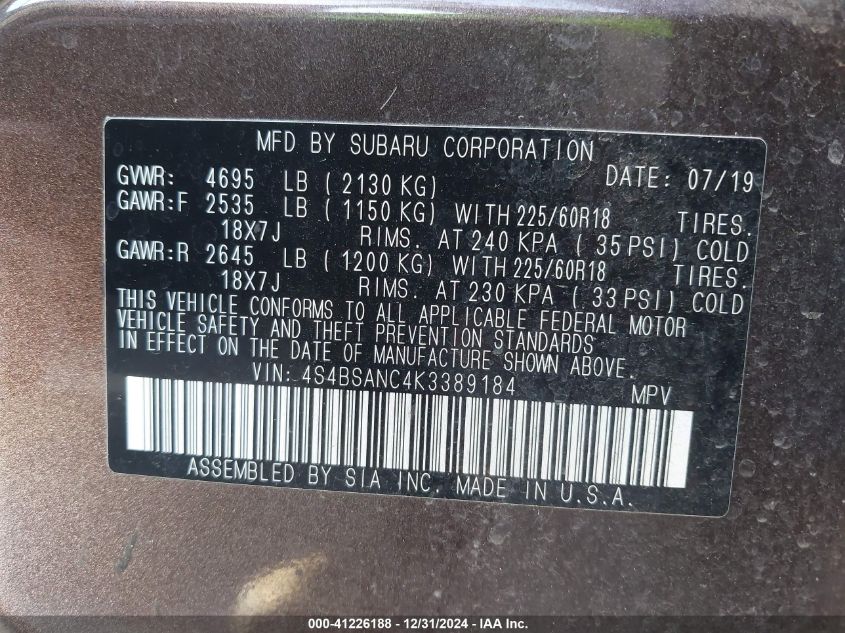 MFD BY SUBARU CORPORATION
GVWR: 4695 LB ( 2130 KG) DATE: 07/19
GAWR:F 2535 LB ( 1150 KG) WITH 225/60R18 TIRES.
18X7J RIMS. AT 240 KPA ( 35 PSI) COLD
GAWR:R 2645 LB ( 1200 KG) WITH 225/60R18 TIRES.
18X7J RIMS. AT 230 KPA ( 33 PSI) COLD
THIS VEHICLE CONFORMS TO ALL APPLICABLE FEDERAL MOTOR
VEHICLE SAFETY AND THEFT PREVENTION STANDARDS
IN EFFECT ON THE DATE OF MANUFACTURE SHOWN ABOVE.
VIN: 4S4BSANC4K3389184 MPV
ASSEMBLED BY SIA INC. MADE IN U.S.A.
000-41226188 - 12/31/2024 - IAA Inc.